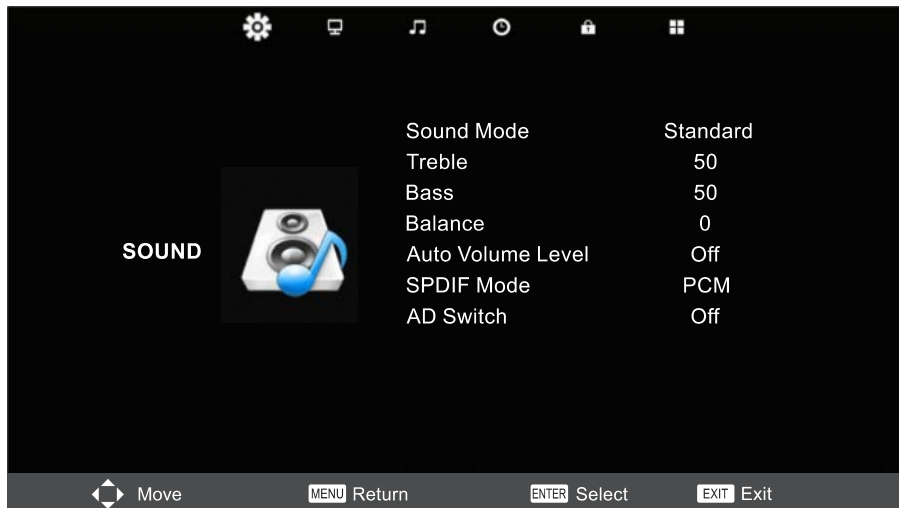 Sound Mode Standard
Treble 50
Bass 50
Balance 0
SOUND
Auto Volume Level Off
SPDIF Mode PCM
AD Switch Off
Move MENU Return ENTER Select EXIT Exit